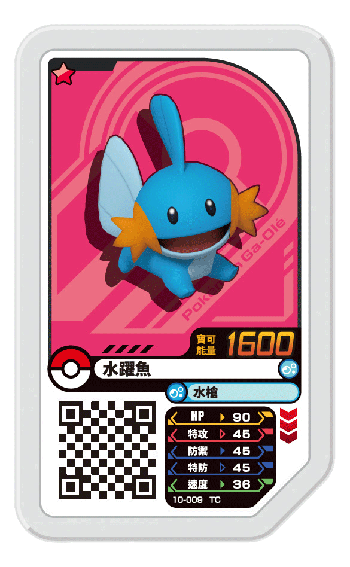 Pokémon Ga-Olé
寶可
能量 1600
水躍魚
水槍
HP 90
特攻 45
防禦 45
特防 45
速度 36
10-009 TC